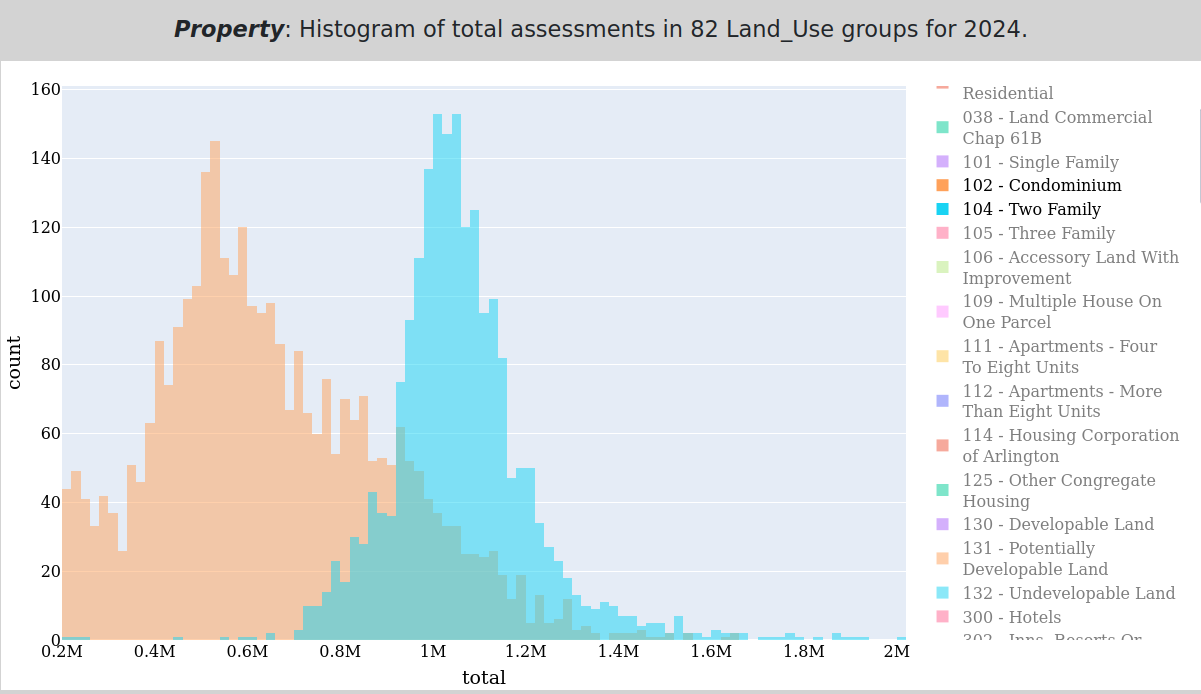 Property: Histogram of total assessments in 82 Land_Use groups for 2024.
160
140
120
100
80
60
40
20
0
count
0.2M
0.4M
0.6M
0.8M
1M
1.2M
1.4M
1.6M
1.8M
2M
total
Residential
038 - Land Commercial
Chap 61B
101 - Single Family
102 - Condominium
104 - Two Family
105 - Three Family
106 - Accessory Land With
Improvement
109 - Multiple House On
One Parcel
111 - Apartments - Four
To Eight Units
112 - Apartments - More
Than Eight Units
114 - Housing Corporation
of Arlington
125 - Other Congregate
Housing
130 - Developable Land
131 - Potentially
Developable Land
132 - Undevelopable Land
300 - Hotels
302 - Inns, Resorts Or